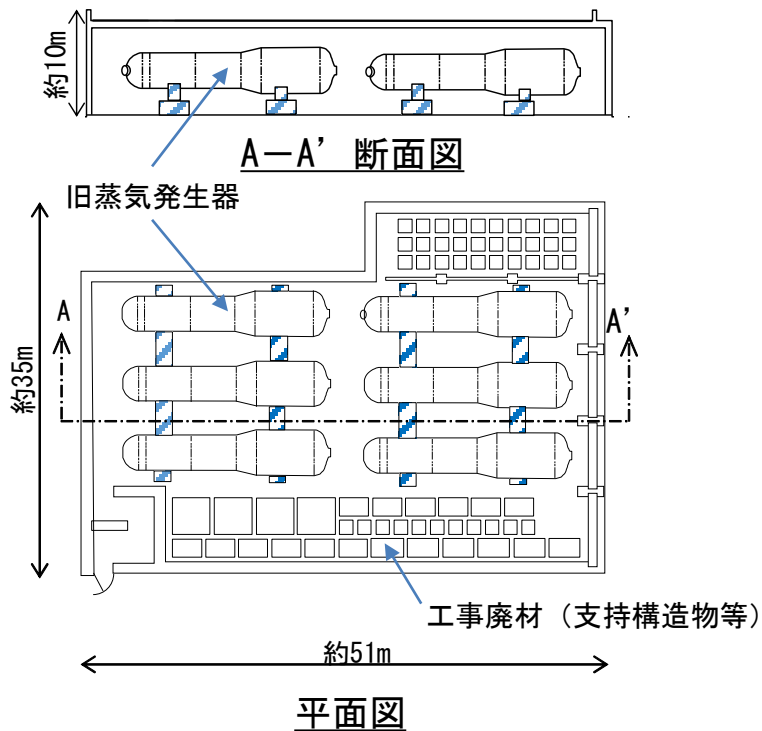 約10m
A－A’ 断面図
旧蒸気発生器
A
A’
約35m
工事廃材（支持構造物等）
約51m
平面図